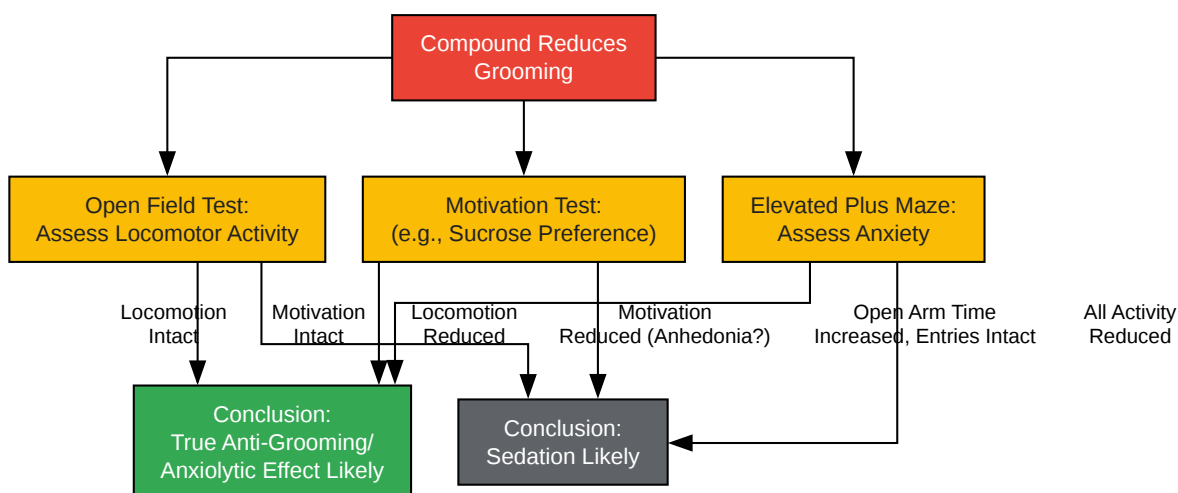 Compound Reduces
Grooming
Open Field Test:
Assess Locomotor Activity
Motivation Test:
(e.g., Sucrose Preference)
Elevated Plus Maze:
Assess Anxiety
Locomotion
Intact
Motivation
Intact
Locomotion
Reduced
Motivation
Reduced (Anhedonia?)
Open Arm Time
Increased, Entries Intact
All Activity
Reduced
Conclusion:
True Anti-Grooming/
Anxiolytic Effect Likely
Conclusion:
Sedation Likely